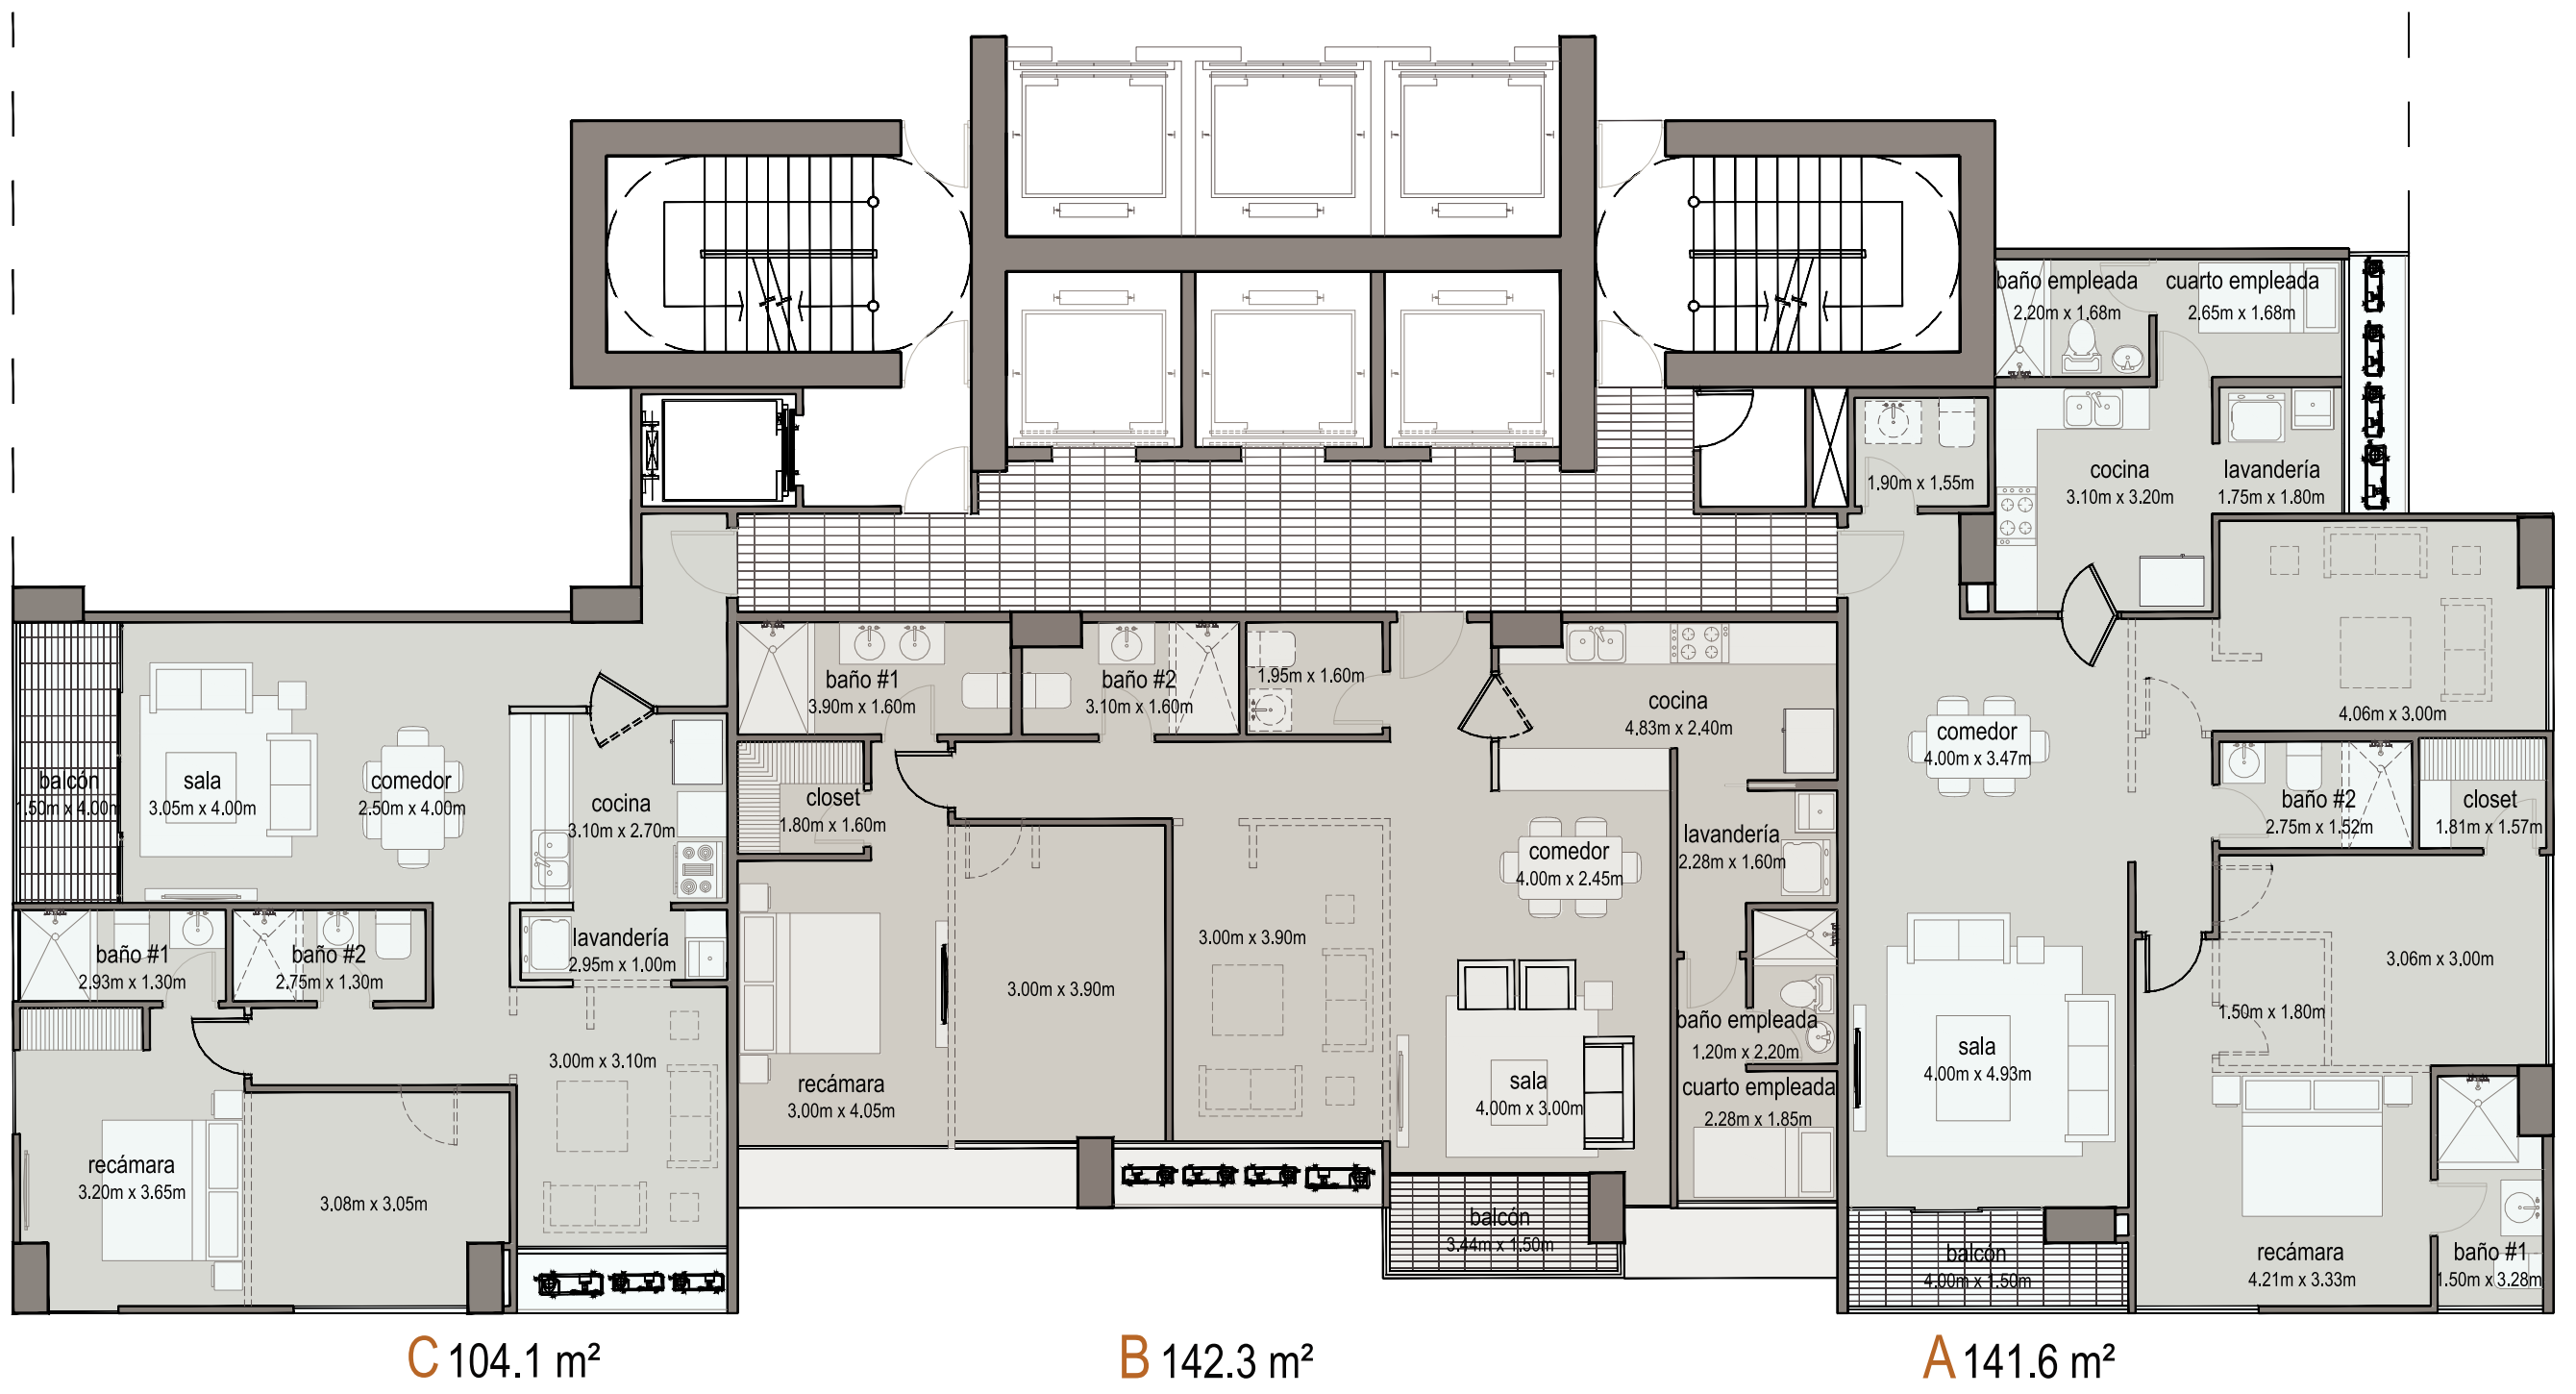 baño empleada
2.20m x 1.68m
cuarto empleada
2.65m x 1.68m
1.90m x 1.55m
cocina
3.10m x 3.20m
lavandería
1.75m x 1.80m
4.06m x 3.00m
comedor
4.00m x 3.47m
baño #2
2.75m x 1.52m
closet
1.81m x 1.57m
3.06m x 3.00m
1.50m x 1.80m
sala
4.00m x 4.93m
balcón
4.00m x 1.50m
recámara
4.21m x 3.33m
baño #1
1.50m x 3.28m
baño #1
3.90m x 1.60m
baño #2
3.10m x 1.60m
1.95m x 1.60m
cocina
4.83m x 2.40m
closet
1.80m x 1.60m
lavandería
2.28m x 1.60m
comedor
4.00m x 2.45m
3.00m x 3.90m
3.00m x 3.90m
recámara
3.00m x 4.05m
sala
4.00m x 3.00m
baño empleada
1.20m x 2.20m
cuarto empleada
2.28m x 1.85m
balcón
3.44m x 1.50m
balcón
1.50m x 4.00m
sala
3.05m x 4.00m
comedor
2.50m x 4.00m
cocina
3.10m x 2.70m
baño #1
2.93m x 1.30m
baño #2
2.75m x 1.30m
lavandería
2.95m x 1.00m
3.00m x 3.10m
recámara
3.20m x 3.65m
3.08m x 3.05m
C 104.1 m²
B 142.3 m²
A 141.6 m²